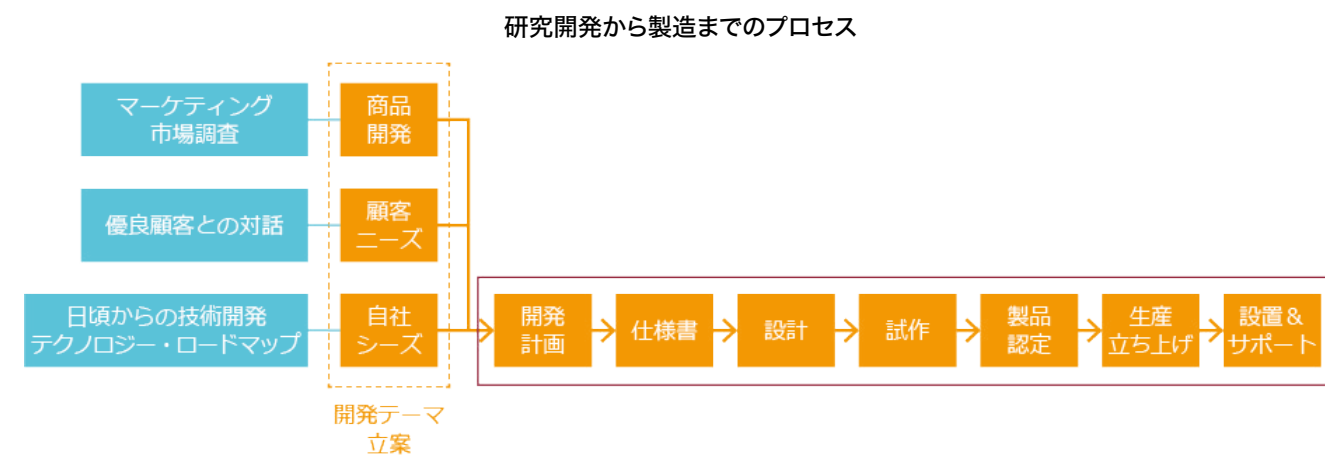 研究開発から製造までのプロセス
マーケティング
市場調査
商品
開発
優良顧客との対話
顧客
ニーズ
日頃からの技術開発
テクノロジー・ロードマップ
自社
シーズ
開発
計画
仕様書
設計
試作
製品
認定
生産
立ち上げ
設置&
サポート
開発テーマ
立案